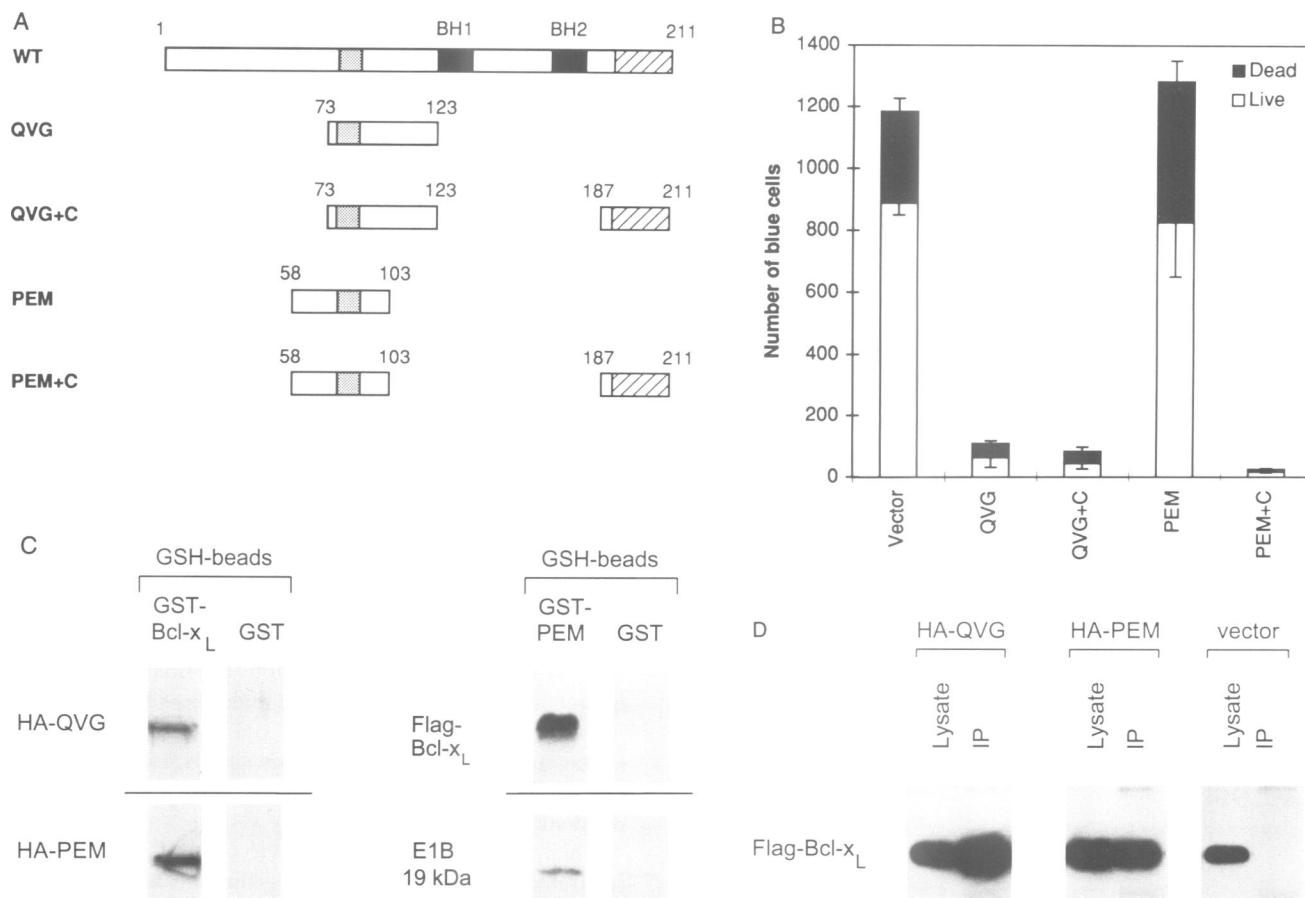 A
1
BH1
BH2
211
WT
73
123
QVG
73
123
187
211
QVG+C
58
103
PEM
58
103
187
211
PEM+C
B
1400
1200
1000
800
600
400
200
0
Number of blue cells
Dead
Live
Vector
QVG
QVG+C
PEM
PEM+C
C
GSH-beads
GST-
Bcl-x L
GST
HA-QVG
HA-PEM
GSH-beads
GST-
PEM
GST
Flag-
Bcl-x L
E1B
19 kDa
D
HA-QVG
HA-PEM
vector
Lysate
IP
Lysate
IP
Lysate
IP
Flag-Bcl-x L